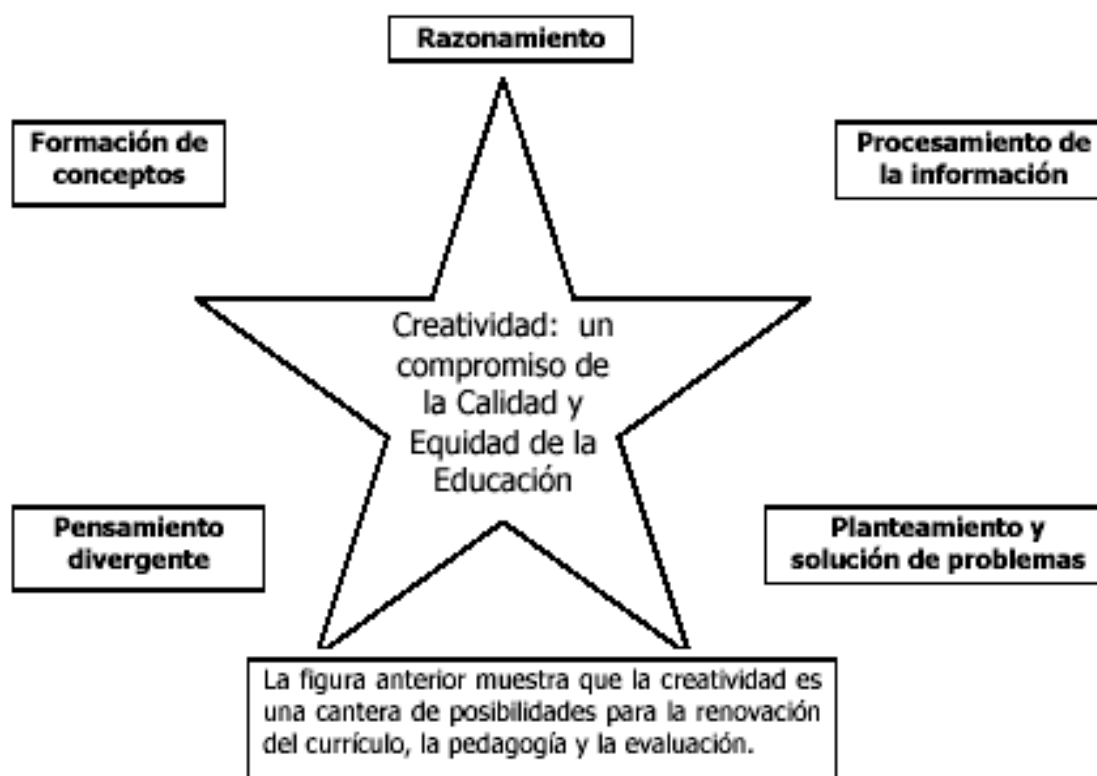 Razonamiento
Formación de
conceptos
Procesamiento de
la información
Creatividad: un
compromiso de
la Calidad y
Equidad de la
Educación
Pensamiento
divergente
Planteamiento y
solución de problemas
La figura anterior muestra que la creatividad es
una cantera de posibilidades para la renovación
del currículo, la pedagogía y la evaluación.